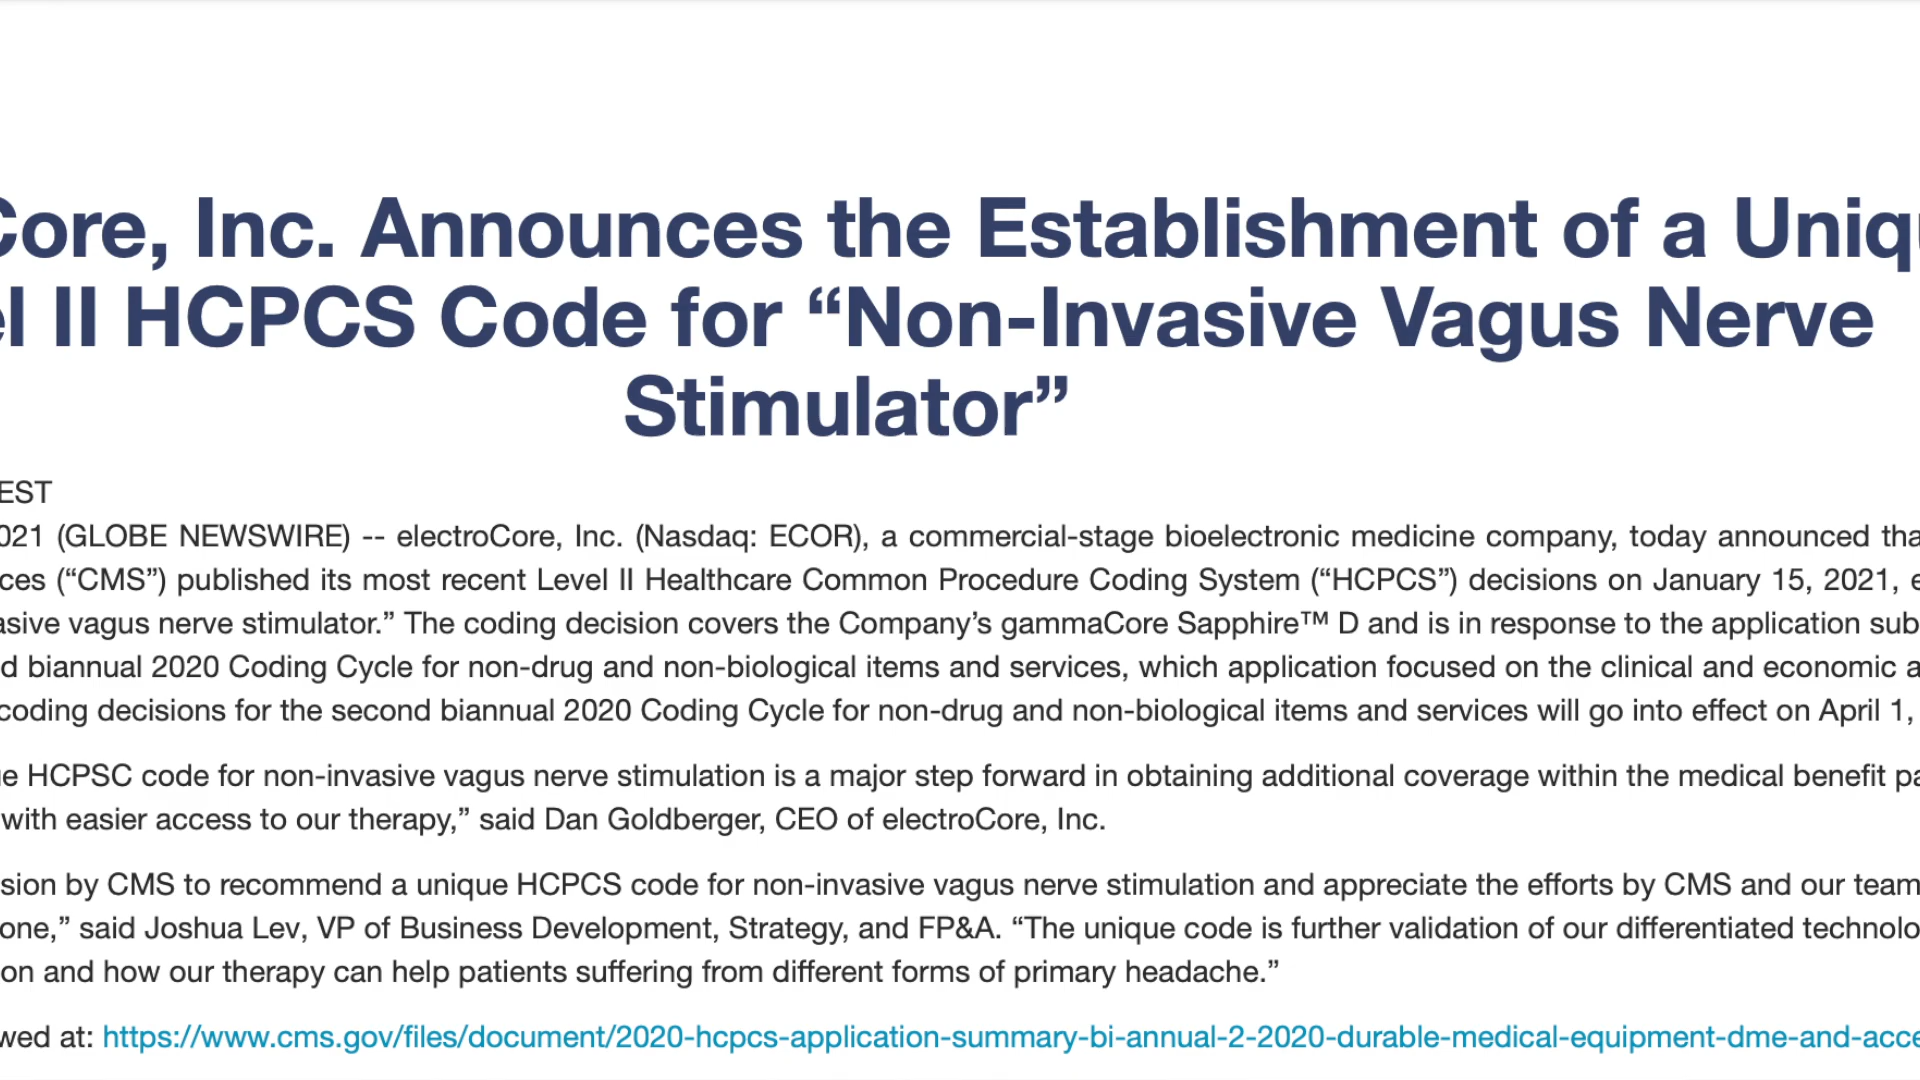 Core, Inc. Announces the Establishment of a Uniqu
el II HCPCS Code for “Non-Invasive Vagus Nerve
Stimulator”
EST
021 (GLOBE NEWSWIRE) -- electroCore, Inc. (Nasdaq: ECOR), a commercial-stage bioelectronic medicine company, today announced tha
ces (“CMS”) published its most recent Level II Healthcare Common Procedure Coding System (“HCPCS”) decisions on January 15, 2021, e
asive vagus nerve stimulator.” The coding decision covers the Company’s gammaCore Sapphire™ D and is in response to the application sub
d biannual 2020 Coding Cycle for non-drug and non-biological items and services, which application focused on the clinical and economic a
coding decisions for the second biannual 2020 Coding Cycle for non-drug and non-biological items and services will go into effect on April 1,
ue HCPSC code for non-invasive vagus nerve stimulation is a major step forward in obtaining additional coverage within the medical benefit pa
with easier access to our therapy,” said Dan Goldberger, CEO of electroCore, Inc.
sion by CMS to recommend a unique HCPCS code for non-invasive vagus nerve stimulation and appreciate the efforts by CMS and our team
one,” said Joshua Lev, VP of Business Development, Strategy, and FP&A. “The unique code is further validation of our differentiated technolo
on and how our therapy can help patients suffering from different forms of primary headache.”
wed at: https://www.cms.gov/files/document/2020-hcpcs-application-summary-bi-annual-2-2020-durable-medical-equipment-dme-and-acce